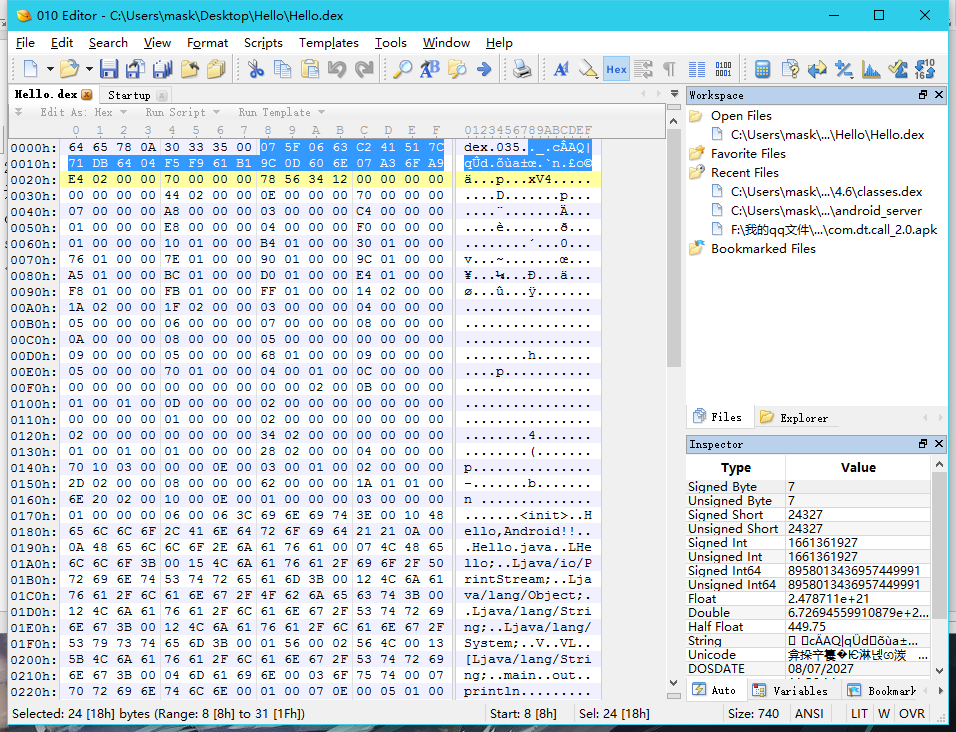 010 Editor - C:\Users\mask\Desktop\Hello\Hello.dex
File Edit Search View Format Scripts Templates Tools Window Help
Hello.dex Startup
Edit As: Hex Run Script Run Template
0 1 2 3 4 5 6 7 8 9 A B C D E F 0123456789ABCDEF
0000h: 64 65 78 0A 30 33 35 00 07 5F 06 63 C2 41 51 7C dex.035.._.cÂAQ|
0010h: 71 DB 64 04 F5 F9 61 B1 9C 0D 60 6E 07 A3 6F A9 qÛd.õùa±œ.`n.£o©
0020h: E4 02 00 00 70 00 00 00 78 56 34 12 00 00 00 00 ä...p...xV4.....
0030h: 00 00 00 00 44 02 00 00 0E 00 00 00 70 00 00 00 ....D.......p...
0040h: 07 00 00 00 A8 00 00 00 03 00 00 00 C4 00 00 00 ....¨.......Ä...
0050h: 01 00 00 00 E8 00 00 00 04 00 00 00 F0 00 00 00 ....è.......ð...
0060h: 01 00 00 00 10 01 00 00 B4 01 00 00 30 01 00 00 ........´...0...
0070h: 76 01 00 00 7E 01 00 00 90 01 00 00 9C 01 00 00 v...~.......œ...
0080h: A5 01 00 00 BC 01 00 00 D0 01 00 00 E4 01 00 00 ¥...¼...Ð...ä...
0090h: F8 01 00 00 FB 01 00 00 FF 01 00 00 14 02 00 00 ø...û...ÿ.......
00A0h: 1A 02 00 00 1F 02 00 00 03 00 00 00 04 00 00 00 ................
00B0h: 05 00 00 00 06 00 00 00 07 00 00 00 08 00 00 00 ................
00C0h: 0A 00 00 00 08 00 00 00 05 00 00 00 00 00 00 00 ................
00D0h: 09 00 00 00 05 00 00 00 68 01 00 00 09 00 00 00 ........h.......
00E0h: 05 00 00 00 70 01 00 00 04 00 01 00 0C 00 00 00 ....p...........
00F0h: 00 00 00 00 00 00 00 00 00 00 02 00 0B 00 00 00 ................
0100h: 01 00 01 00 0D 00 00 00 02 00 00 00 00 00 00 00 ................
0110h: 00 00 00 00 01 00 00 00 02 00 00 00 00 00 00 00 ................
0120h: 02 00 00 00 00 00 00 00 34 02 00 00 00 00 00 00 ........4.......
0130h: 01 00 01 00 01 00 00 00 28 02 00 00 04 00 00 00 ........(.......
0140h: 70 10 03 00 00 00 0E 00 03 00 01 00 02 00 00 00 p...............
0150h: 2D 02 00 00 08 00 00 00 62 00 00 00 1A 01 01 00 -.......b.......
0160h: 6E 20 02 00 10 00 0E 00 01 00 00 00 03 00 00 00 n ..............
0170h: 01 00 00 00 06 00 06 3C 69 6E 69 74 3E 00 10 48 .......<init>..H
0180h: 65 6C 6C 6F 2C 41 6E 64 72 6F 69 64 21 21 0A 00 ello,Android!!..
0190h: 0A 48 65 6C 6C 6F 2E 6A 61 76 61 00 07 4C 48 65 .Hello.java..LHe
01A0h: 6C 6C 6F 3B 00 15 4C 6A 61 76 61 2F 69 6F 2F 50 llo;..Ljava/io/P
01B0h: 72 69 6E 74 53 74 72 65 61 6D 3B 00 12 4C 6A 61 rintStream;..Lja
01C0h: 76 61 2F 6C 61 6E 67 2F 4F 62 6A 65 63 74 3B 00 va/lang/Object;.
01D0h: 12 4C 6A 61 76 61 2F 6C 61 6E 67 2F 53 74 72 69 .Ljava/lang/Stri
01E0h: 6E 67 3B 00 12 4C 6A 61 76 61 2F 6C 61 6E 67 2F ng;..Ljava/lang/
01F0h: 53 79 73 74 65 6D 3B 00 01 56 00 02 56 4C 00 13 System;..V..VL..
0200h: 5B 4C 6A 61 76 61 2F 6C 61 6E 67 2F 53 74 72 69 [Ljava/lang/Stri
0210h: 6E 67 3B 00 04 6D 61 69 6E 00 03 6F 75 74 00 07 ng;..main..out..
0220h: 70 72 69 6E 74 6C 6E 00 01 00 07 0E 00 05 01 00 println.........
Selected: 24 [18h] bytes (Range: 8 [8h] to 31 [1Fh]) Start: 8 [8h] Sel: 24 [18h] Size: 740 ANSI LIT W OVR
Workspace
Open Files
C:\Users\mask\...\Hello\Hello.dex
Favorite Files
Recent Files
C:\Users\mask\...\4.6\classes.dex
C:\Users\mask\...\android_server
F:\我的qq文件\...\com.dt.call_2.0.apk
Bookmarked Files
Files Explorer
Inspector
Type Value
Signed Byte 7
Unsigned Byte 7
Signed Short 24327
Unsigned Short 24327
Signed Int 1661361927
Unsigned Int 1661361927
Signed Int64 8958013436957449991
Unsigned Int64 8958013436957449991
Float 2.478711e+21
Double 6.72694559910879e+2...
Half Float 449.75
String
Unicode
DOSDATE 08/07/2027
Auto Variables Bookmark